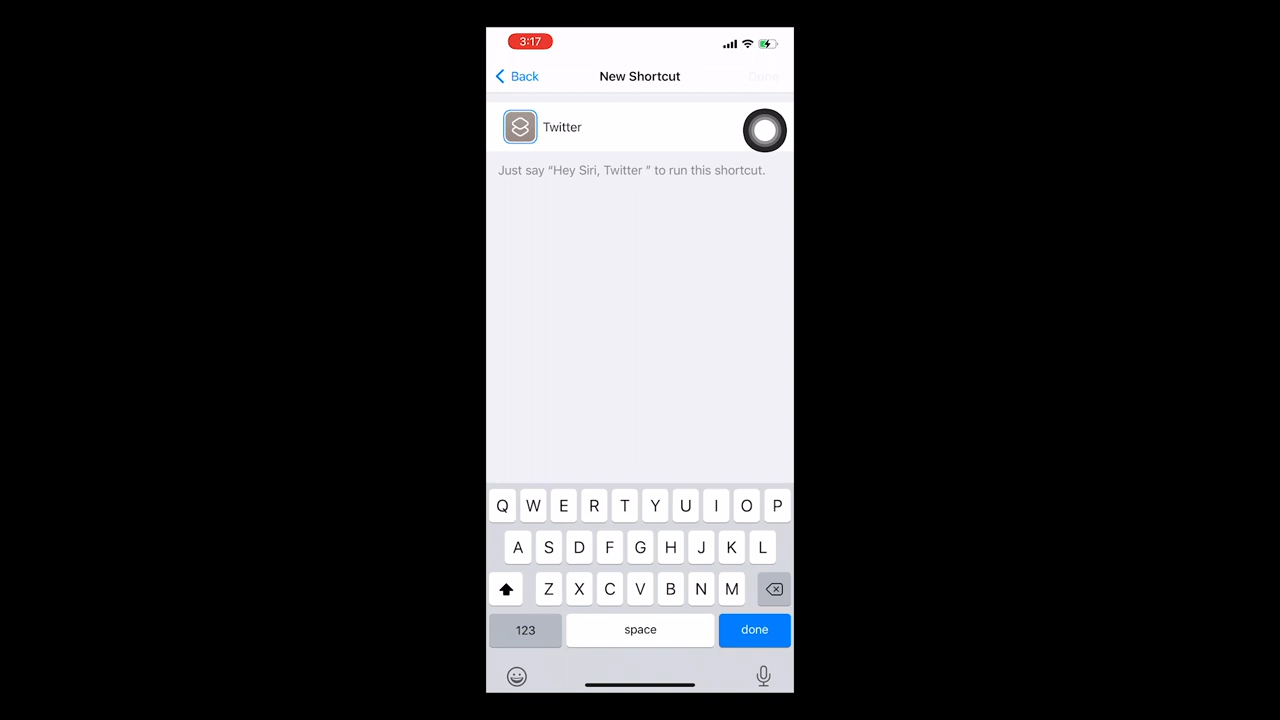 3:17
Back New Shortcut Done
Twitter
Just say “Hey Siri, Twitter ” to run this shortcut.
Q W E R T Y U I O P
A S D F G H J K L
Z X C V B N M
123 space done